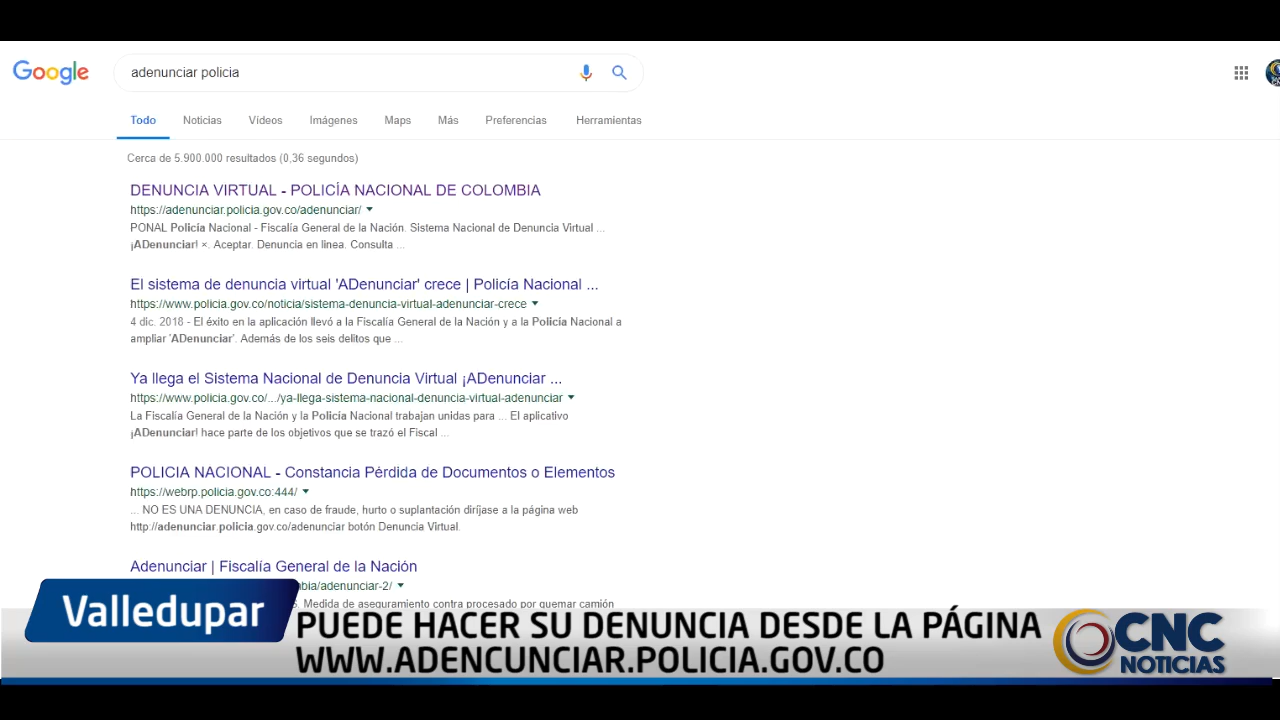 Google
adenunciar policia
Todo Noticias Vídeos Imágenes Maps Más Preferencias Herramientas
Cerca de 5.900.000 resultados (0,36 segundos)
DENUNCIA VIRTUAL - POLICÍA NACIONAL DE COLOMBIA
https://adenunciar.policia.gov.co/adenunciar/
PONAL Policía Nacional - Fiscalía General de la Nación. Sistema Nacional de Denuncia Virtual ...
¡ADenunciar! ×. Aceptar. Denuncia en línea. Consulta ...
El sistema de denuncia virtual 'ADenunciar' crece | Policía Nacional ...
https://www.policia.gov.co/noticia/sistema-denuncia-virtual-adenunciar-crece
4 dic. 2018 - El éxito en la aplicación llevó a la Fiscalía General de la Nación y a la Policía Nacional a
ampliar 'ADenunciar'. Además de los seis delitos que ...
Ya llega el Sistema Nacional de Denuncia Virtual ¡ADenunciar ...
https://www.policia.gov.co/.../ya-llega-sistema-nacional-denuncia-virtual-adenunciar
La Fiscalía General de la Nación y la Policía Nacional trabajan unidas para ... El aplicativo
¡ADenunciar! hace parte de los objetivos que se trazó el Fiscal ...
POLICIA NACIONAL - Constancia Pérdida de Documentos o Elementos
https://webrp.policia.gov.co:444/
... NO ES UNA DENUNCIA, en caso de fraude, hurto o suplantación diríjase a la página web
http://adenunciar.policia.gov.co/adenunciar botón Denuncia Virtual.
Adenunciar | Fiscalía General de la Nación
bia/adenunciar-2/
. Medida de aseguramiento contra procesado por quemar camión
Valledupar
PUEDE HACER SU DENUNCIA DESDE LA PÁGINA
WWW.ADENCUNCIAR.POLICIA.GOV.CO
CNC
NOTICIAS